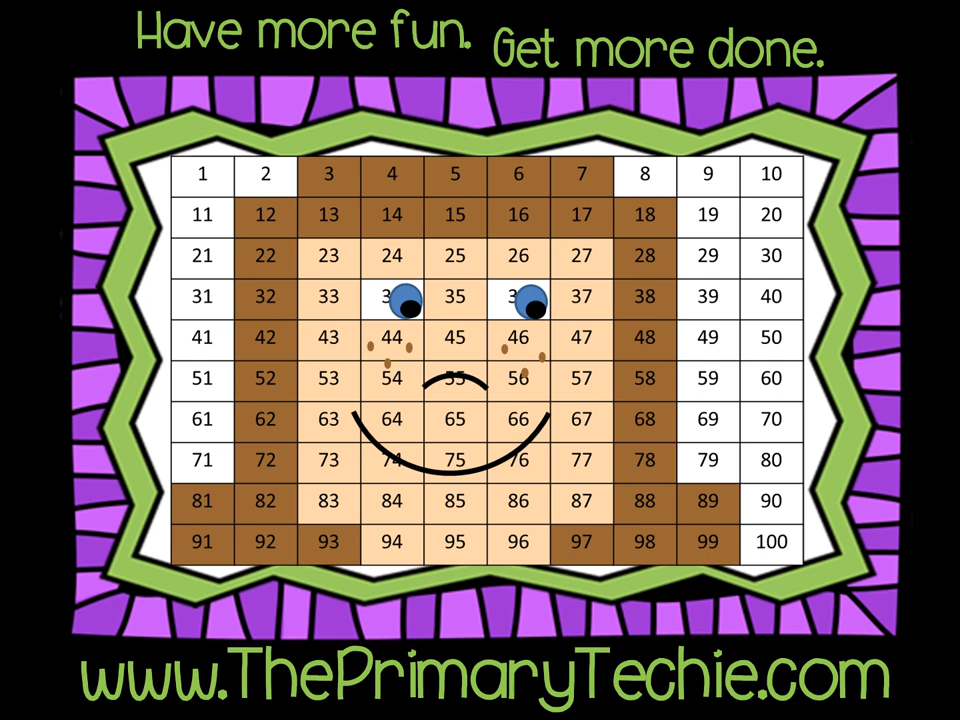 Have more fun. Get more done.
1 2 3 4 5 6 7 8 9 10
11 12 13 14 15 16 17 18 19 20
21 22 23 24 25 26 27 28 29 30
31 32 33 3 35 3 37 38 39 40
41 42 43 44 45 46 47 48 49 50
51 52 53 54 55 56 57 58 59 60
61 62 63 64 65 66 67 68 69 70
71 72 73 74 75 76 77 78 79 80
81 82 83 84 85 86 87 88 89 90
91 92 93 94 95 96 97 98 99 100
www.ThePrimaryTechie.com